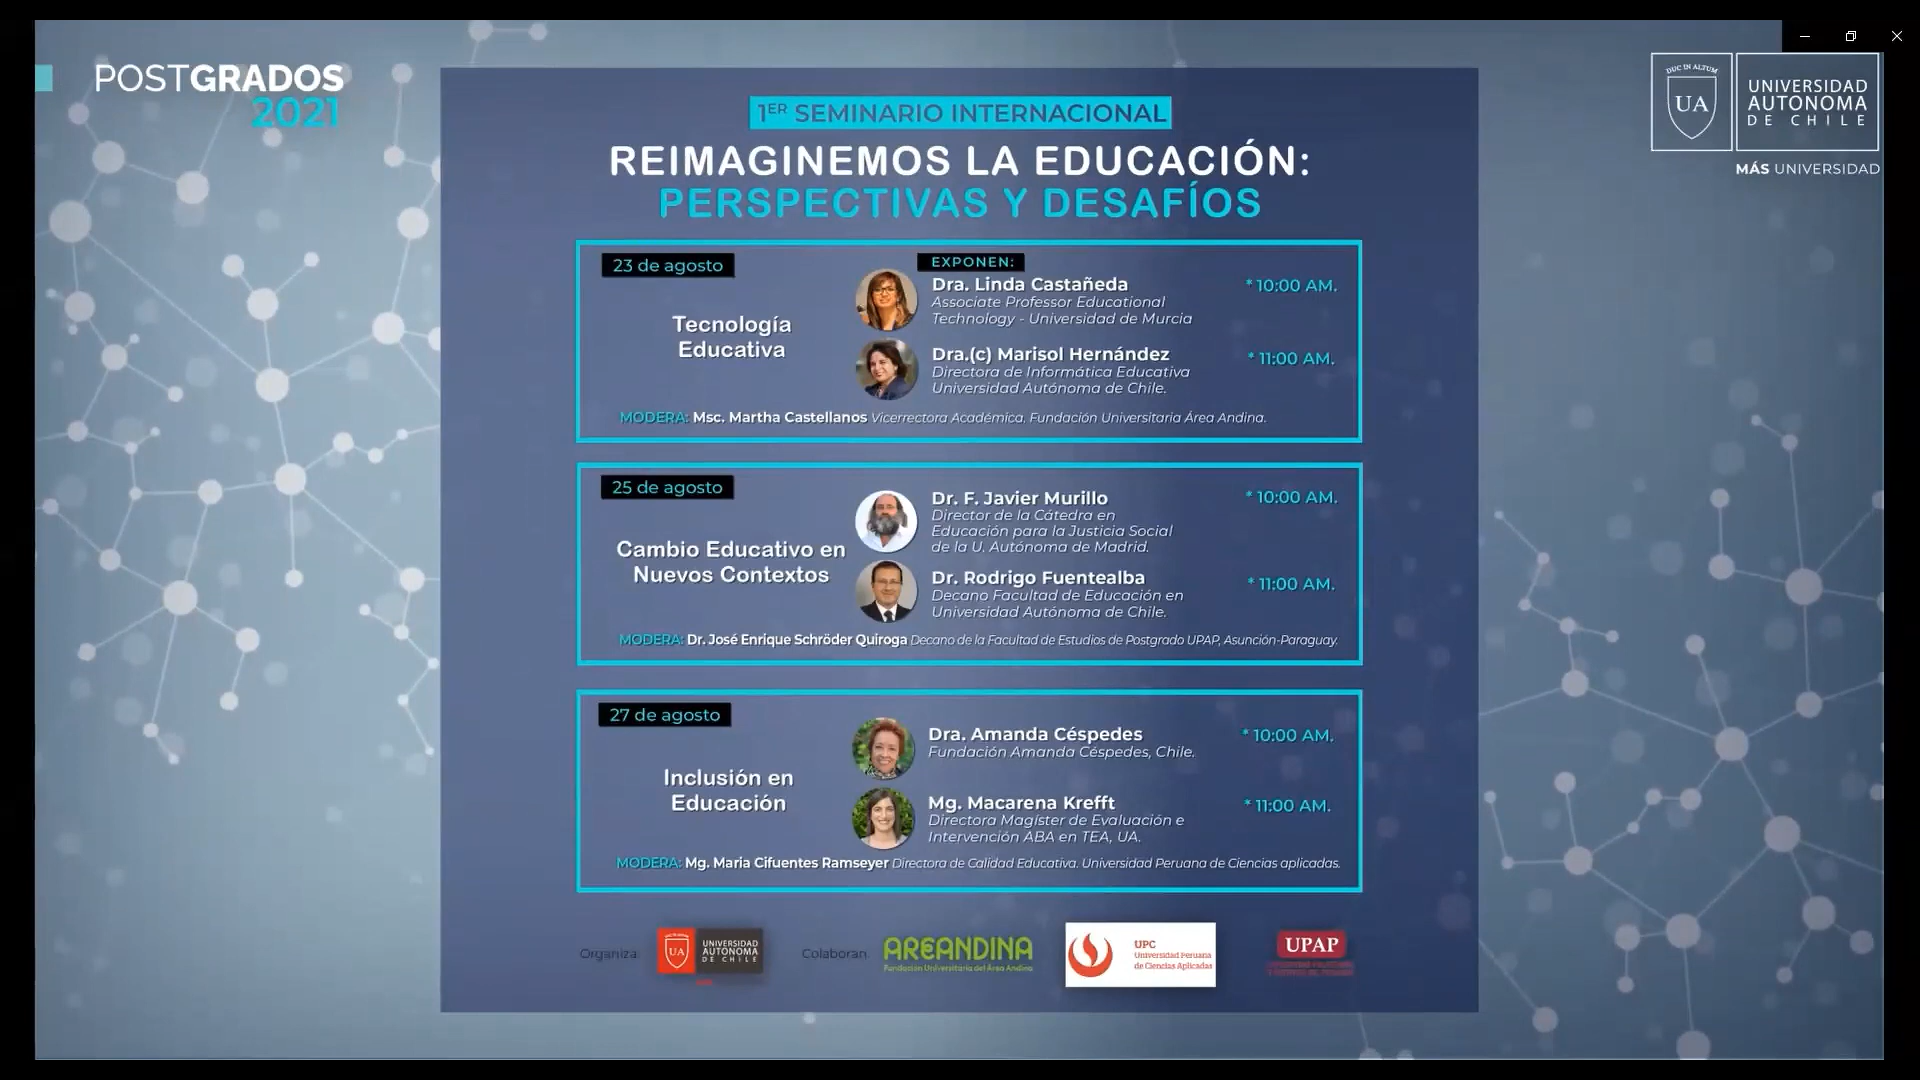 POSTGRADOS
2021
DUC IN ALTUM
UA
UNIVERSIDAD
AUTONOMA
DE CHILE
MÁS UNIVERSIDAD
1ER SEMINARIO INTERNACIONAL
REIMAGINEMOS LA EDUCACIÓN:
PERSPECTIVAS Y DESAFÍOS
23 de agosto
Tecnología
Educativa
EXPONEN:
Dra. Linda Castañeda
Associate Professor Educational
Technology - Universidad de Murcia
* 10:00 AM.
Dra.(c) Marisol Hernández
Directora de Informática Educativa
Universidad Autónoma de Chile.
* 11:00 AM.
MODERA: Msc. Martha Castellanos Vicerrectora Académica. Fundación Universitaria Área Andina.
25 de agosto
Cambio Educativo en
Nuevos Contextos
Dr. F. Javier Murillo
Director de la Cátedra en
Educación para la Justicia Social
de la U. Autónoma de Madrid.
* 10:00 AM.
Dr. Rodrigo Fuentealba
Decano Facultad de Educación en
Universidad Autónoma de Chile.
* 11:00 AM.
MODERA: Dr. José Enrique Schröder Quiroga Decano de la Facultad de Estudios de Postgrado UPAP, Asunción-Paraguay.
27 de agosto
Inclusión en
Educación
Dra. Amanda Céspedes
Fundación Amanda Céspedes, Chile.
* 10:00 AM.
Mg. Macarena Krefft
Directora Magíster de Evaluación e
Intervención ABA en TEA, UA.
* 11:00 AM.
MODERA: Mg. Maria Cifuentes Ramseyer Directora de Calidad Educativa. Universidad Peruana de Ciencias aplicadas.
Organiza:
UA
UNIVERSIDAD
AUTONOMA
DE CHILE
Colaboran:
AREANDINA
Fundación Universitaria del Área Andina
UPC
Universidad Peruana
de Ciencias Aplicadas
UPAP